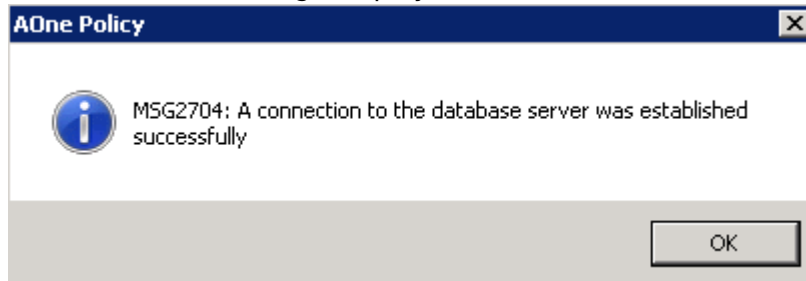 AOne Policy
MSG2704: A connection to the database server was established
successfully
OK